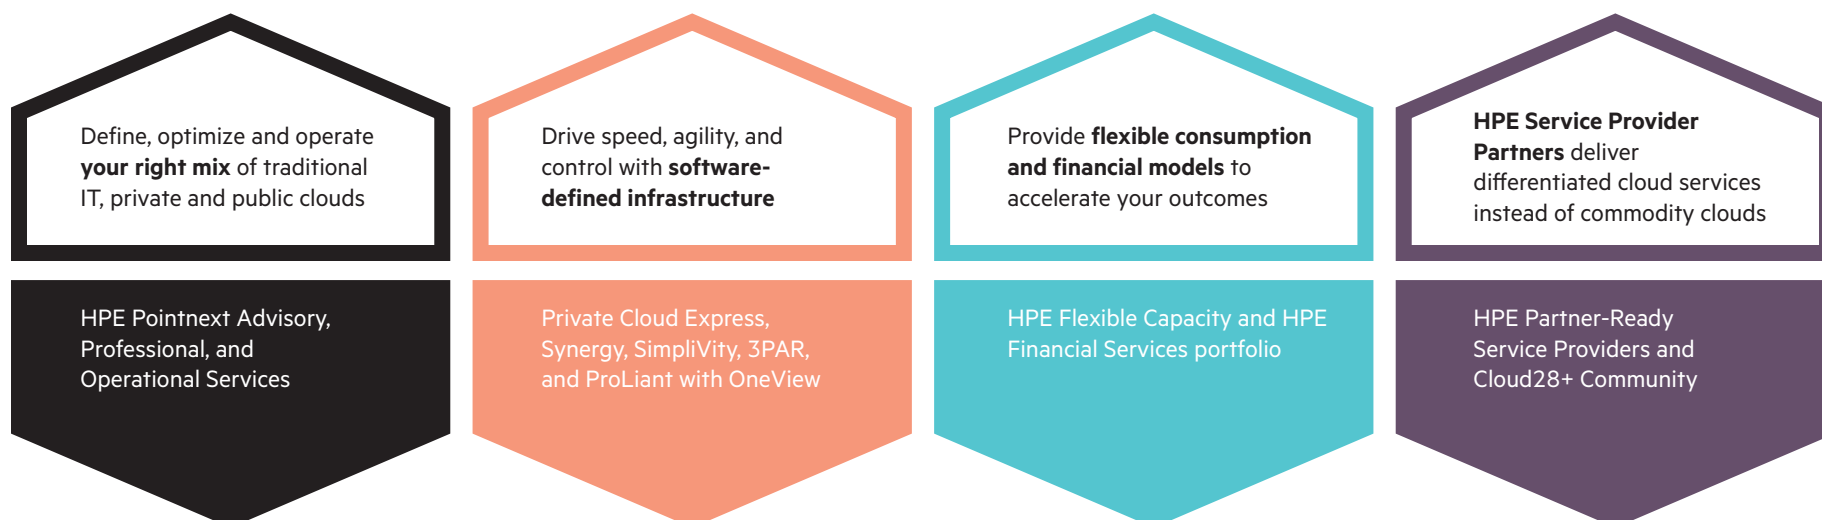 Define, optimize and operate
your right mix of traditional
IT, private and public clouds
HPE Pointnext Advisory,
Professional, and
Operational Services
Drive speed, agility, and
control with software-
defined infrastructure
Private Cloud Express,
Synergy, SimpliVity, 3PAR,
and ProLiant with OneView
Provide flexible consumption
and financial models to
accelerate your outcomes
HPE Flexible Capacity and HPE
Financial Services portfolio
HPE Service Provider
Partners deliver
differentiated cloud services
instead of commodity clouds
HPE Partner-Ready
Service Providers and
Cloud28+ Community